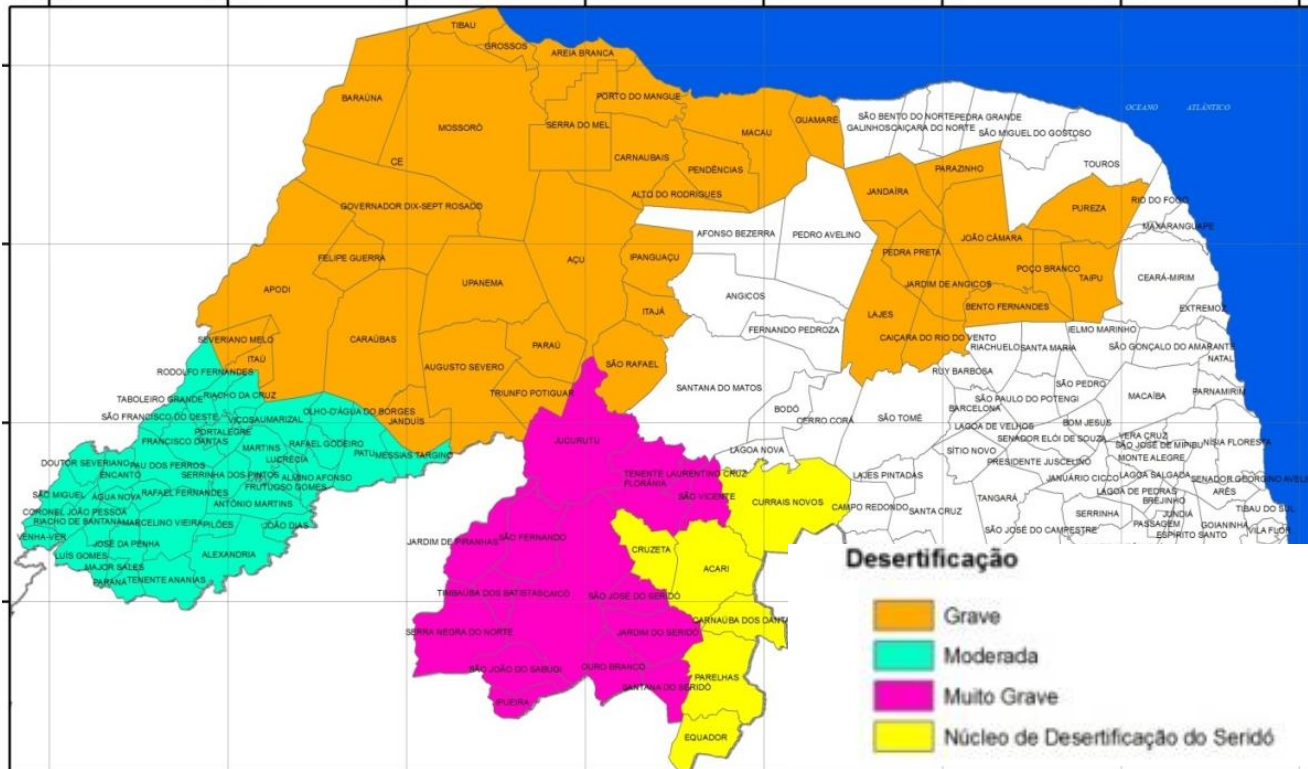 TIBAU
GROSSOS
AREIA BRANCA
BARAÚNA
PORTO DO MANGUE
MOSSORÓ
SERRA DO MEL
MACAU
GUAMARÉ
OCEANO ATLÂNTICO
SÃO BENTO DO NORTE
PEDRA GRANDE
GALINHOS
CAIÇARA DO NORTE
SÃO MIGUEL DO GOSTOSO
CE
CARNAUBAIS
PENDÊNCIAS
TOUROS
PARAZINHO
ALTO DO RODRIGUES
JANDAÍRA
GOVERNADOR DIX-SEPT ROSADO
PUREZA
RIO DO FOGO
MAXARANGUAPE
AFONSO BEZERRA
PEDRO AVELINO
JOÃO CÂMARA
FELIPE GUERRA
AÇU
IPANGUAÇU
PEDRA PRETA
POÇO BRANCO
TAIPU
CEARÁ-MIRIM
APODI
UPANEMA
JARDIM DE ANGICOS
ANGICOS
ITAJÁ
LAJES
BENTO FERNANDES
EXTREMOZ
SEVERIANO MELO
CARAÚBAS
PARAÚ
FERNANDO PEDROZA
CAIÇARA DO RIO DO VENTO
IELMO MARINHO
RIACHUELO
SANTA MARIA
SÃO GONÇALO DO AMARANTE
ITAÚ
NATAL
RODOLFO FERNANDES
AUGUSTO SEVERO
SÃO RAFAEL
RUY BARBOSA
SÃO PEDRO
PARNAMIRIM
TABOLEIRO GRANDE
RIACHO DA CRUZ
TRIUNFO POTIGUAR
SANTANA DO MATOS
SÃO PAULO DO POTENGI
MACAÍBA
SÃO FRANCISCO DO OESTE
VIÇOSA
UMARIZAL
OLHO-D'ÁGUA DO BORGES
JANDUÍS
BODÓ
CERRO CORÁ
SÃO TOMÉ
BARCELONA
BOM JESUS
PORTALEGRE
LAGOA DE VELHOS
FRANCISCO DANTAS
MARTINS
RAFAEL GODEIRO
JUCURUTU
SENADOR ELÓI DE SOUZA
VERA CRUZ
SÃO JOSÉ DE MIPIBU
NÍSIA FLORESTA
PATU
MESSIAS TARGINO
LAGOA NOVA
SÍTIO NOVO
MONTE ALEGRE
DOUTOR SEVERIANO
PAU DOS FERROS
LUCRÉCIA
PRESIDENTE JUSCELINO
ENCANTO
SERRINHA DOS PINTOS
ALMINO AFONSO
TENENTE LAURENTINO CRUZ
LAJES PINTADAS
JANUÁRIO CICCO
LAGOA SALGADA
SENADOR GEORGINO AVELI
FRUTUOSO GOMES
FLORÂNIA
SÃO MIGUEL
ÁGUA NOVA
RAFAEL FERNANDES
SÃO VICENTE
CURRAIS NOVOS
TANGARÁ
LAGOA DE PEDRAS
ARÊS
ANTÔNIO MARTINS
CAMPO REDONDO
SANTA CRUZ
BREJINHO
TIBAU DO SUL
CORONEL JOÃO PESSOA
SERRINHA
JUNDIÁ
RIACHO DE SANTANA
MARCELINO VIEIRA
PILÕES
JOÃO DIAS
SÃO JOSÉ DO CAMPESTRE
PASSAGEM
GOIANINHA
VILA FLOR
VENHA-VER
ESPÍRITO SANTO
JOSÉ DA PENHA
JARDIM DE PIRANHAS
SÃO FERNANDO
LUÍS GOMES
ALEXANDRIA
CRUZETA
MAJOR SALES
ACARI
PARANÁ
TENENTE ANANIAS
TIMBAÚBA DOS BATISTAS
CAICÓ
SÃO JOSÉ DO SERIDÓ
CARNAÚBA DOS DANTA
SERRA NEGRA DO NORTE
JARDIM DO SERIDÓ
SÃO JOÃO DO SABUGI
OURO BRANCO
PARELHAS
SANTANA DO SERIDÓ
IPUEIRA
EQUADOR
Desertificação
Grave
Moderada
Muito Grave
Núcleo de Desertificação do Seridó